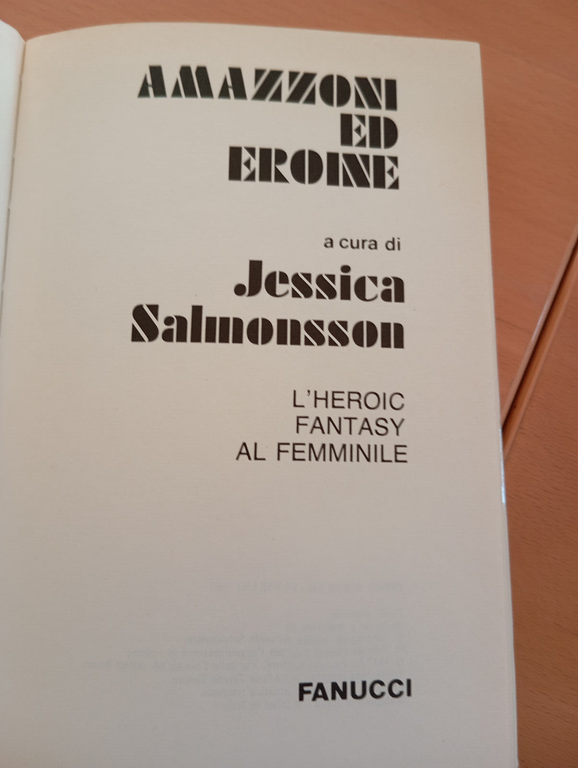 AMAZZONI
ED
EROINE
a cura di
Jessica
Salmonsson
L'HEROIC
FANTASY
AL FEMMINILE
FANUCCI